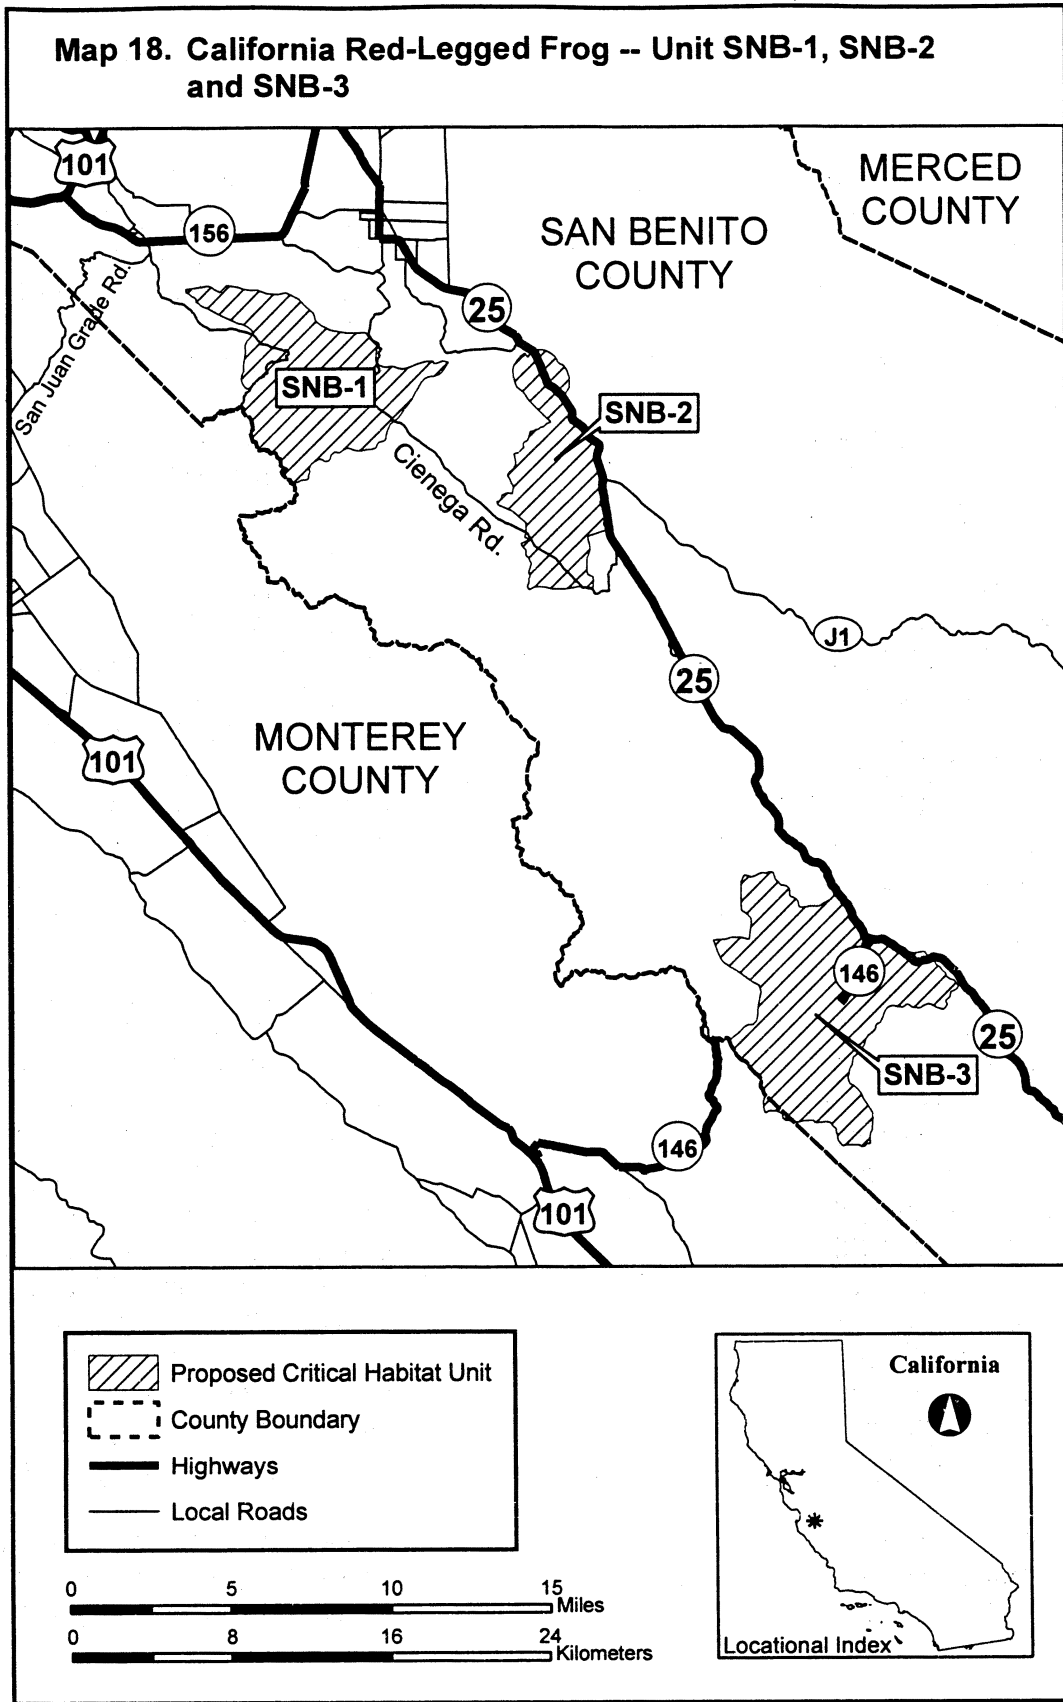 Map 18. California Red-Legged Frog -- Unit SNB-1, SNB-2
and SNB-3
101
MERCED
COUNTY
156
SAN BENITO
COUNTY
San Juan Grade Rd.
25
SNB-1
SNB-2
Cienega Rd.
J1
25
MONTEREY
COUNTY
101
146
25
SNB-3
146
101
Proposed Critical Habitat Unit
County Boundary
Highways
Local Roads
0 5 10 15
Miles
0 8 16 24
Kilometers
California
Locational Index